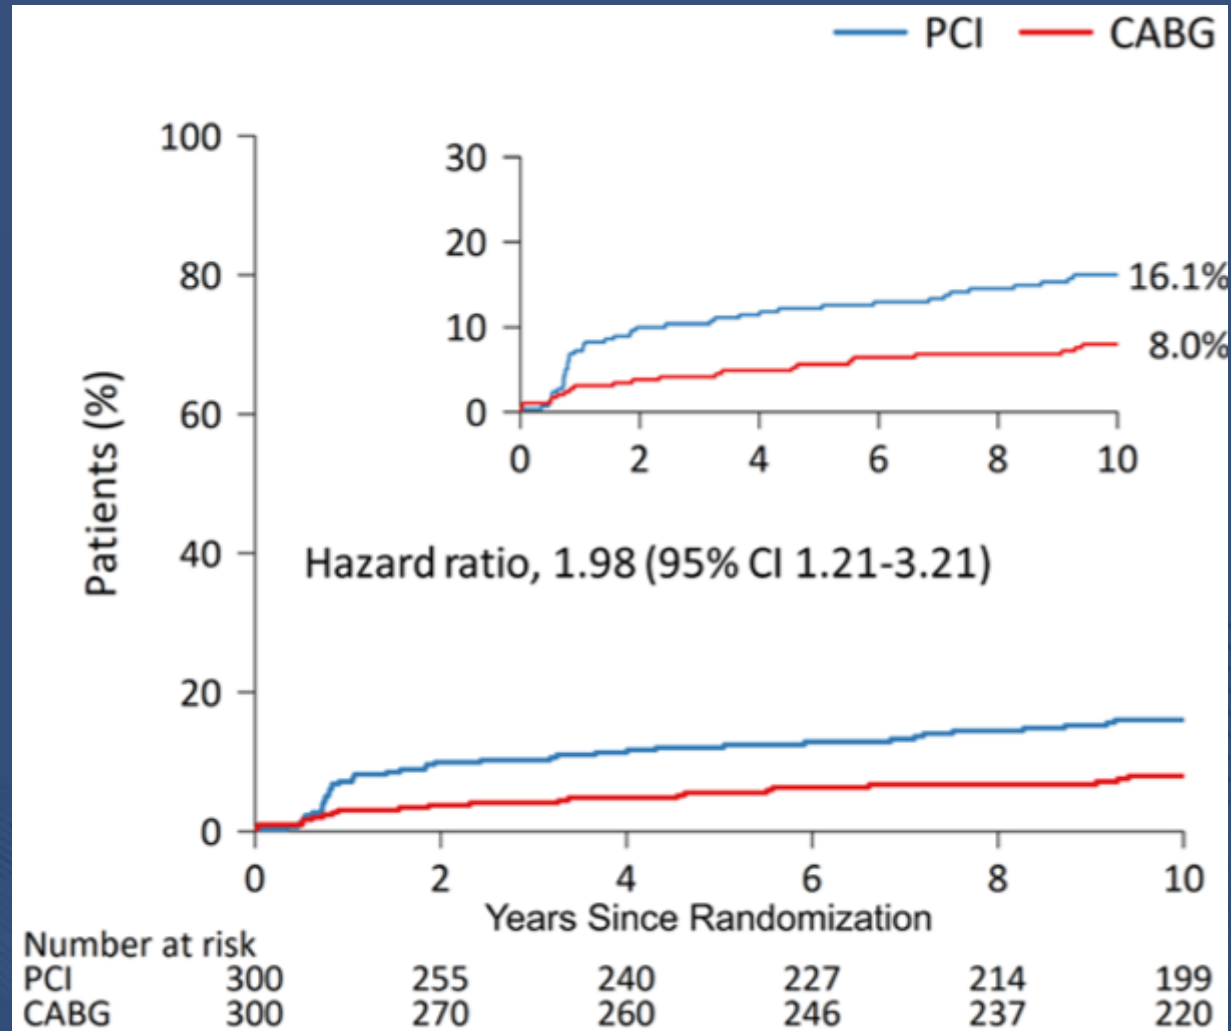 PCI CABG
100
80
60
40
20
0
Patients (%)
30
20
10
0
16.1%
8.0%
0 2 4 6 8 10
Hazard ratio, 1.98 (95% CI 1.21-3.21)
0 2 4 6 8 10
Years Since Randomization
Number at risk
PCI 300 255 240 227 214 199
CABG 300 270 260 246 237 220